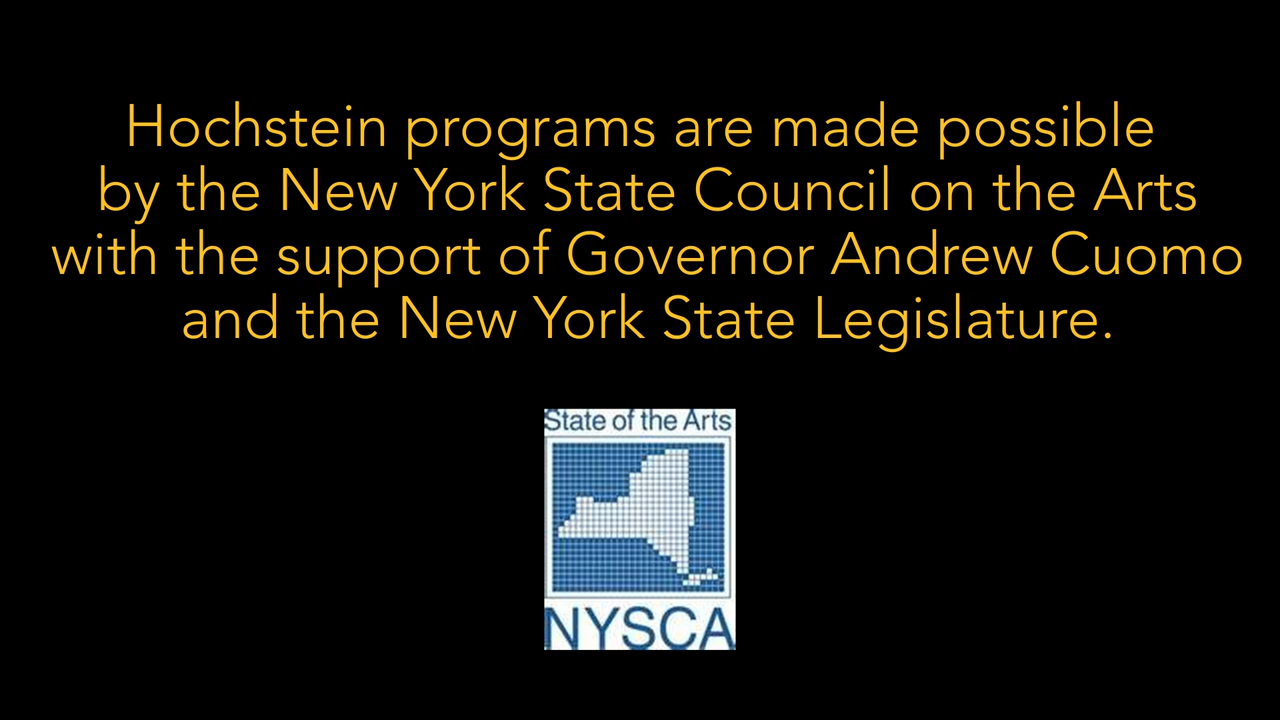 Hochstein programs are made possible
by the New York State Council on the Arts
with the support of Governor Andrew Cuomo
and the New York State Legislature.
State of the Arts
NYSCA